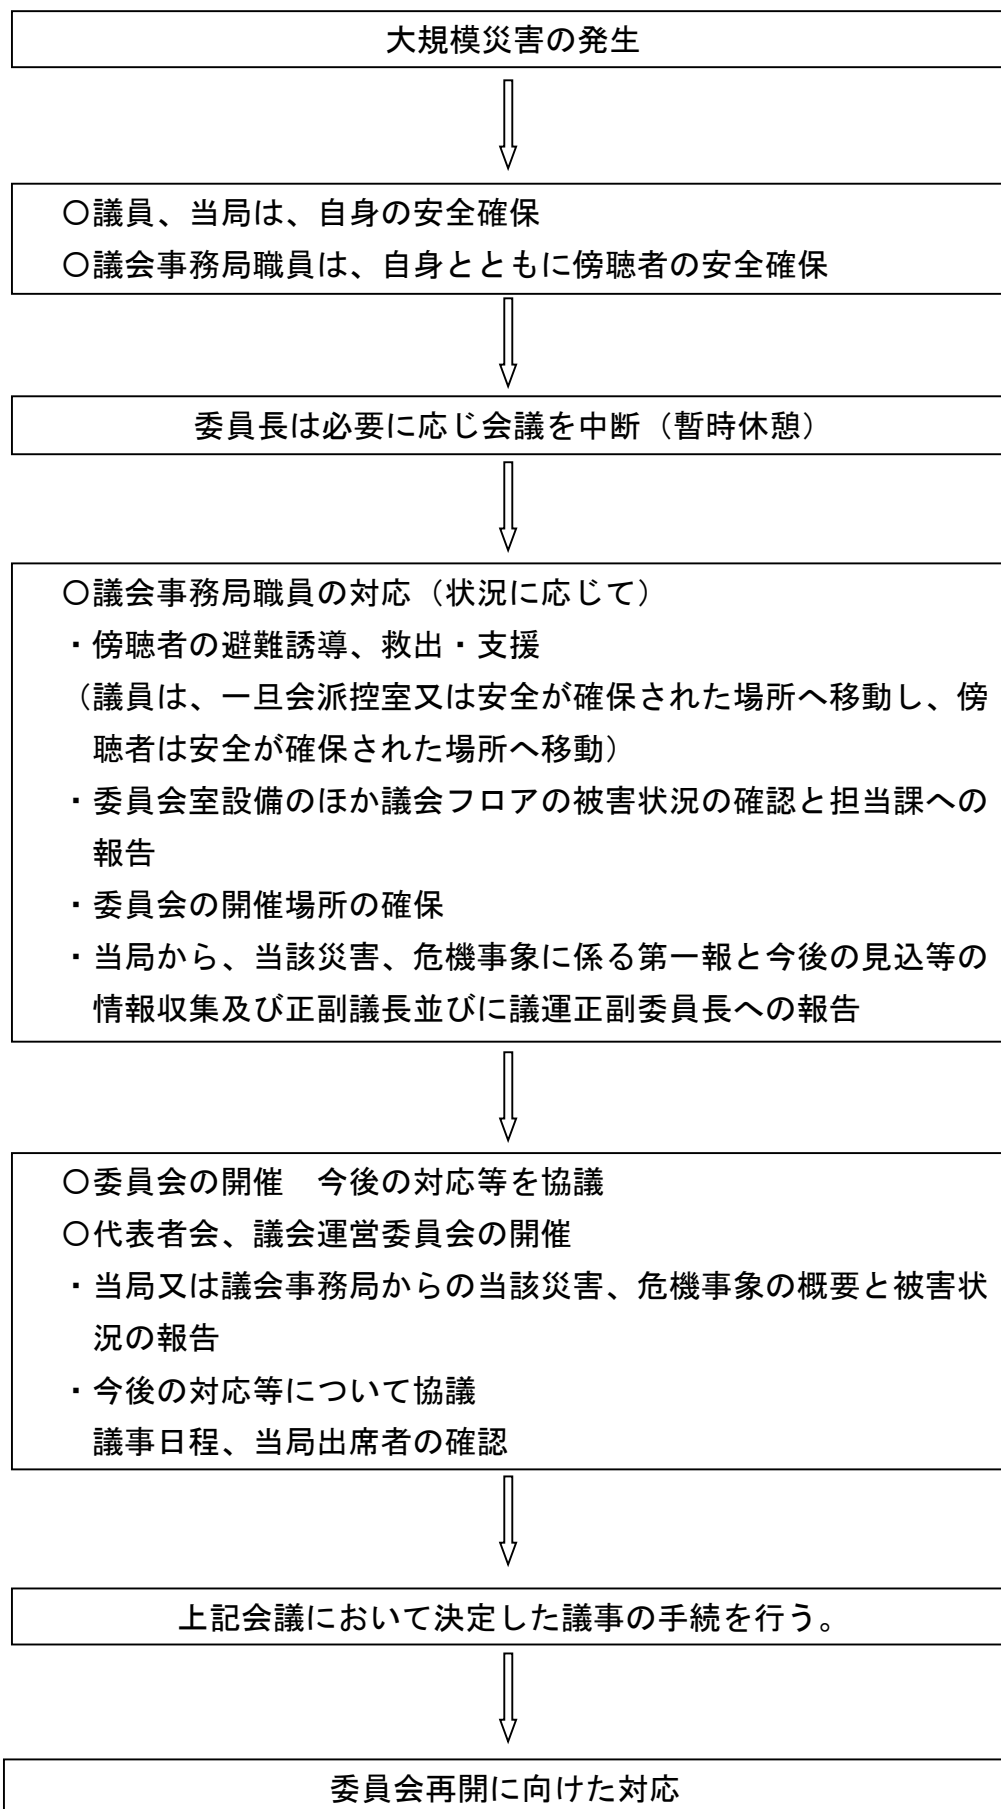 大規模災害の発生
〇議員、当局は、自身の安全確保
〇議会事務局職員は、自身とともに傍聴者の安全確保
委員長は必要に応じ会議を中断（暫時休憩）
〇議会事務局職員の対応（状況に応じて）
・傍聴者の避難誘導、救出・支援
（議員は、一旦会派控室又は安全が確保された場所へ移動し、傍
聴者は安全が確保された場所へ移動）
・委員会室設備のほか議会フロアの被害状況の確認と担当課への
報告
・委員会の開催場所の確保
・当局から、当該災害、危機事象に係る第一報と今後の見込等の
情報収集及び正副議長並びに議運正副委員長への報告
〇委員会の開催　今後の対応等を協議
〇代表者会、議会運営委員会の開催
・当局又は議会事務局からの当該災害、危機事象の概要と被害状
況の報告
・今後の対応等について協議
議事日程、当局出席者の確認
上記会議において決定した議事の手続を行う。
委員会再開に向けた対応